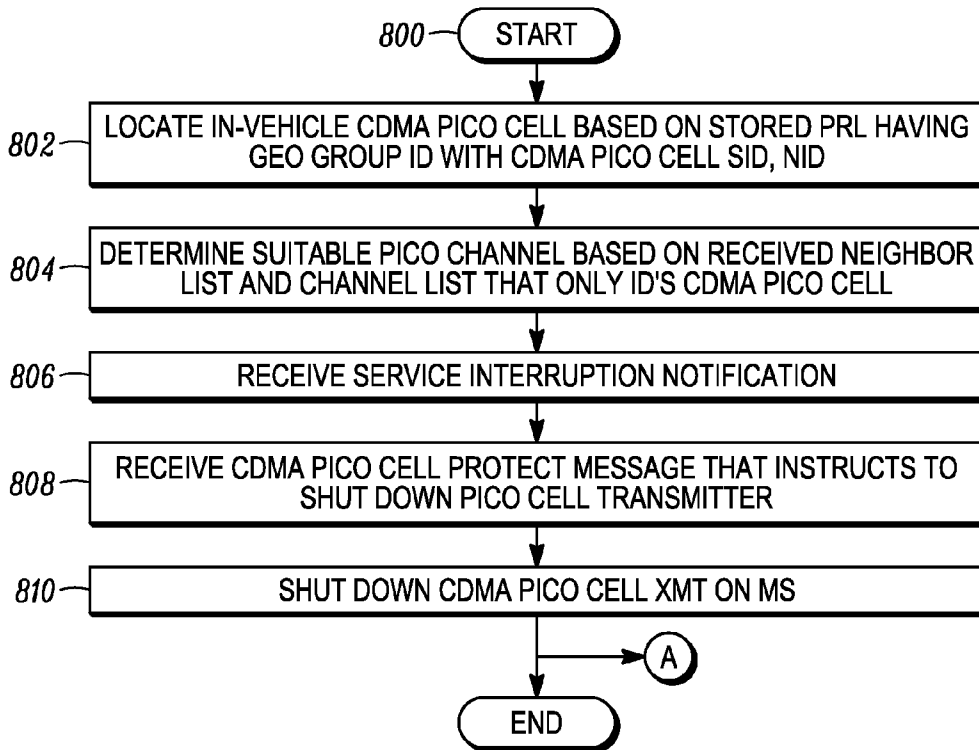 800
START
802
LOCATE IN-VEHICLE CDMA PICO CELL BASED ON STORED PRL HAVING
GEO GROUP ID WITH CDMA PICO CELL SID, NID
804
DETERMINE SUITABLE PICO CHANNEL BASED ON RECEIVED NEIGHBOR
LIST AND CHANNEL LIST THAT ONLY ID'S CDMA PICO CELL
806
RECEIVE SERVICE INTERRUPTION NOTIFICATION
808
RECEIVE CDMA PICO CELL PROTECT MESSAGE THAT INSTRUCTS TO
SHUT DOWN PICO CELL TRANSMITTER
810
SHUT DOWN CDMA PICO CELL XMT ON MS
A
END